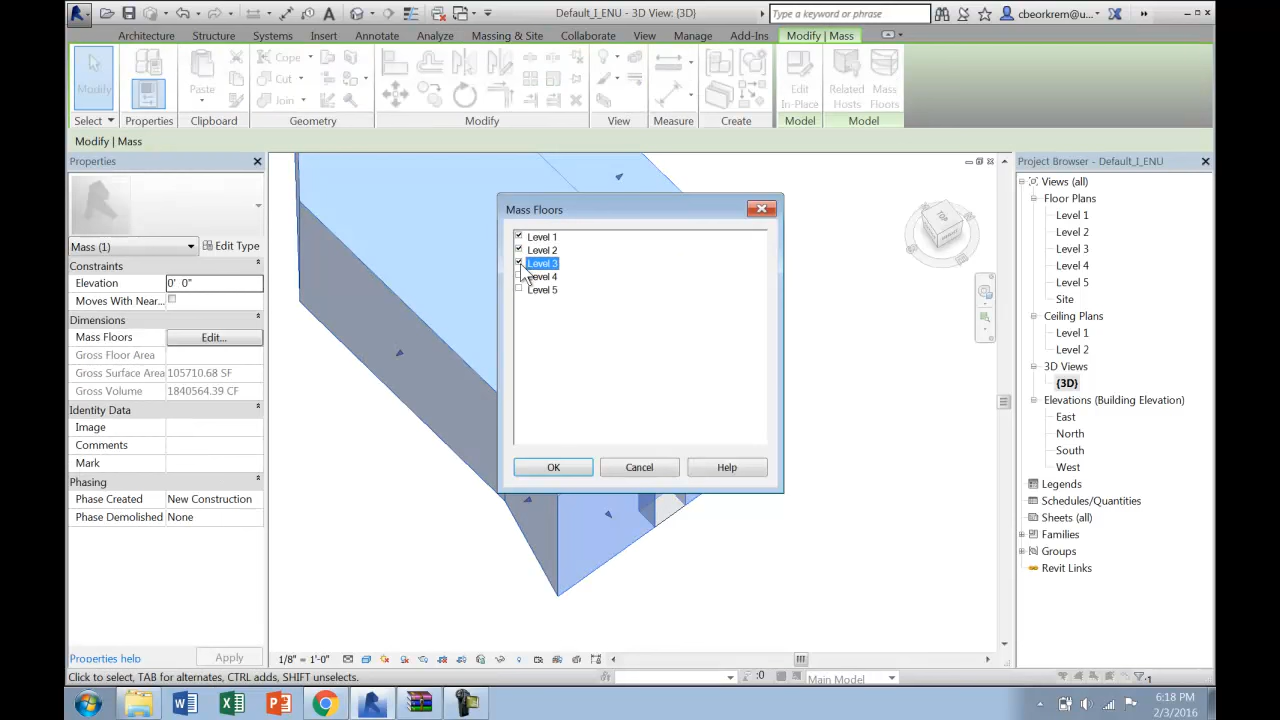 Default_I_ENU - 3D View: {3D}
Type a keyword or phrase
cbeorkrem@u...
Architecture Structure Systems Insert Annotate Analyze Massing & Site Collaborate View Manage Add-Ins Modify | Mass
Modify
Paste
Cope
Cut
Join
Edit
In-Place
Related
Hosts
Mass
Floors
Select Properties Clipboard Geometry Modify View Measure Create Model Model
Modify | Mass
Properties
Mass (1)
Edit Type
Constraints
Elevation 0' 0"
Moves With Near...
Dimensions
Mass Floors Edit...
Gross Floor Area
Gross Surface Area 105710.68 SF
Gross Volume 1840564.39 CF
Identity Data
Image
Comments
Mark
Phasing
Phase Created New Construction
Phase Demolished None
Properties help
Apply
Mass Floors
Level 1
Level 2
Level 3
Level 4
Level 5
OK Cancel Help
TOP
Project Browser - Default_I_ENU
Views (all)
Floor Plans
Level 1
Level 2
Level 3
Level 4
Level 5
Site
Ceiling Plans
Level 1
Level 2
3D Views
{3D}
Elevations (Building Elevation)
East
North
South
West
Legends
Schedules/Quantities
Sheets (all)
Families
Groups
Revit Links
1/8" = 1'-0"
Click to select, TAB for alternates, CTRL adds, SHIFT unselects.
:0
Main Model
:1
6:18 PM
2/3/2016